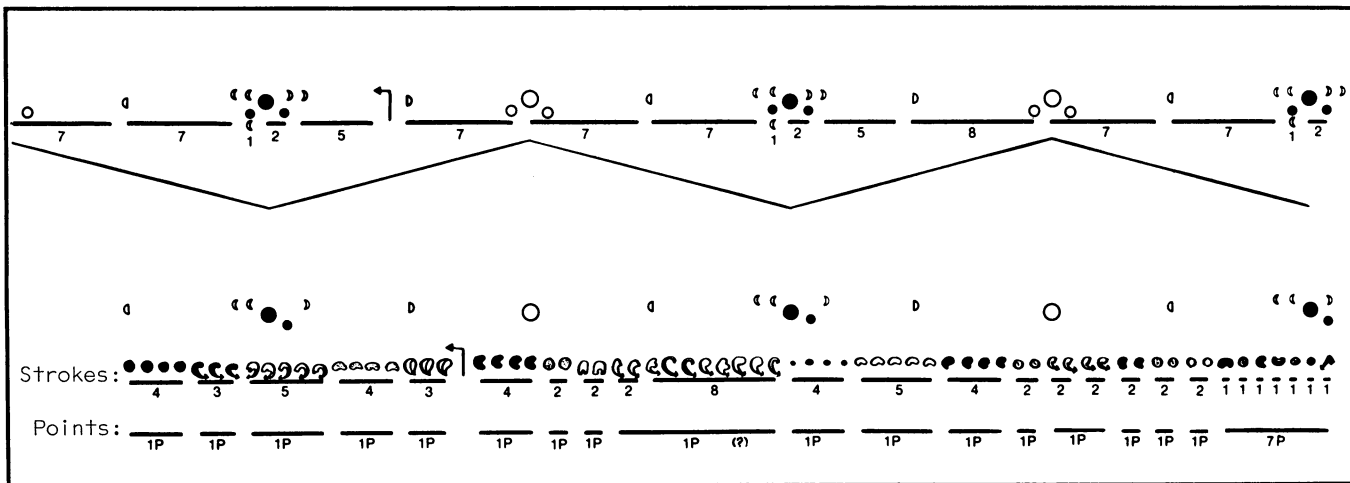 7 7 1 2 5 7 7 7 1 2 5 8 7 7 1 2
Strokes:
4 3 5 4 3 4 2 2 2 8 4 5 4 2 2 2 2 2 2 1 1 1 1 1 1 1
Points:
1P 1P 1P 1P 1P 1P 1P 1P 1P (?) 1P 1P 1P 1P 1P 1P 1P 1P 7P